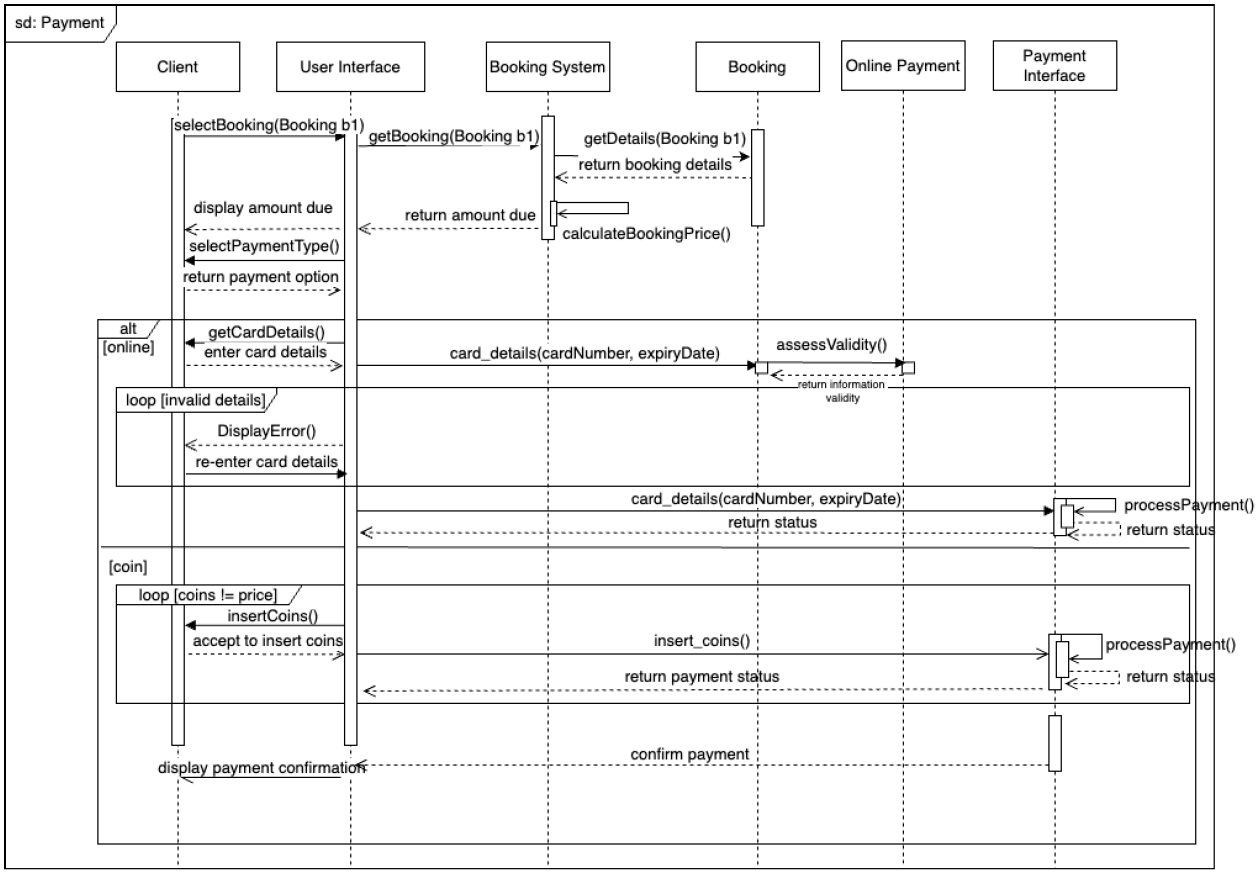 sd: Payment
Client
User Interface
Booking System
Booking
Online Payment
Payment
Interface
selectBooking(Booking b1)
getBooking(Booking b1)
getDetails(Booking b1)
return booking details
display amount due
return amount due
calculateBookingPrice()
selectPaymentType()
return payment option
alt
[online]
getCardDetails()
enter card details
card_details(cardNumber, expiryDate)
assessValidity()
return information
validity
loop [invalid details]
DisplayError()
re-enter card details
card_details(cardNumber, expiryDate)
processPayment()
return status
return status
[coin]
loop [coins != price]
insertCoins()
accept to insert coins
insert_coins()
processPayment()
return payment status
return status
confirm payment
display payment confirmation